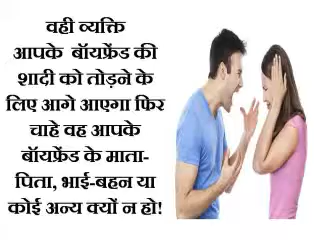 वही व्यक्ति
आपके बॉयफ्रेंड की
शादी को तोड़ने के
लिए आगे आएगा फिर
चाहे वह आपके
बॉयफ्रेंड के माता-
पिता, भाई-बहन या
कोई अन्य क्यों न हो!